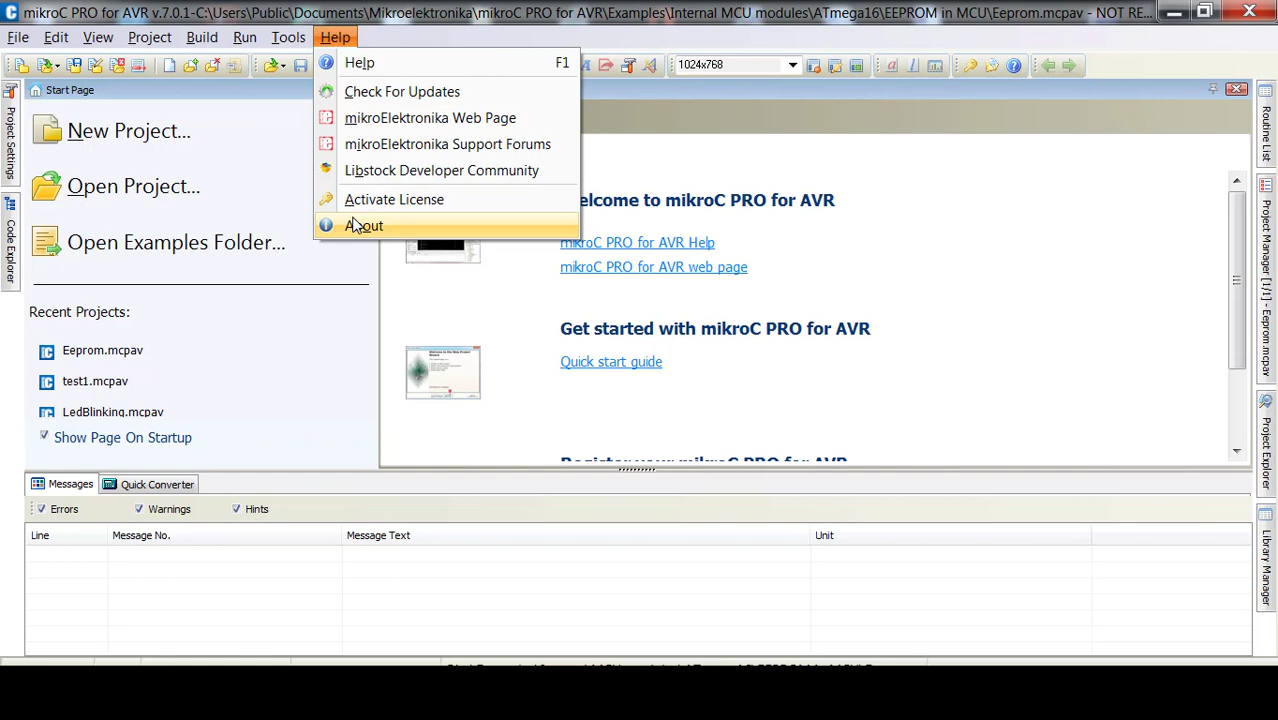 mikroC PRO for AVR v.7.0.1-C:\Users\Public\Documents\Mikroelektronika\mikroC PRO for AVR\Examples\Internal MCU modules\ATmega16\EEPROM in MCU\Eeprom.mcpav - NOT RE...
File Edit View Project Build Run Tools Help
1024x768
Help F1
Check For Updates
mikroElektronika Web Page
mikroElektronika Support Forums
Libstock Developer Community
Activate License
About
Start Page
New Project...
Open Project...
Open Examples Folder...
Recent Projects:
Eeprom.mcpav
test1.mcpav
LedBlinking.mcpav
Show Page On Startup
elcome to mikroC PRO for AVR
mikroC PRO for AVR Help
mikroC PRO for AVR web page
Get started with mikroC PRO for AVR
Quick start guide
Register your mikroC PRO for AVR
Project Settings
Code Explorer
Routine List
Project Manager [1/1] - Eeprom.mcpav
Project Explorer
Library Manager
Messages Quick Converter
Errors Warnings Hints
Line Message No. Message Text Unit